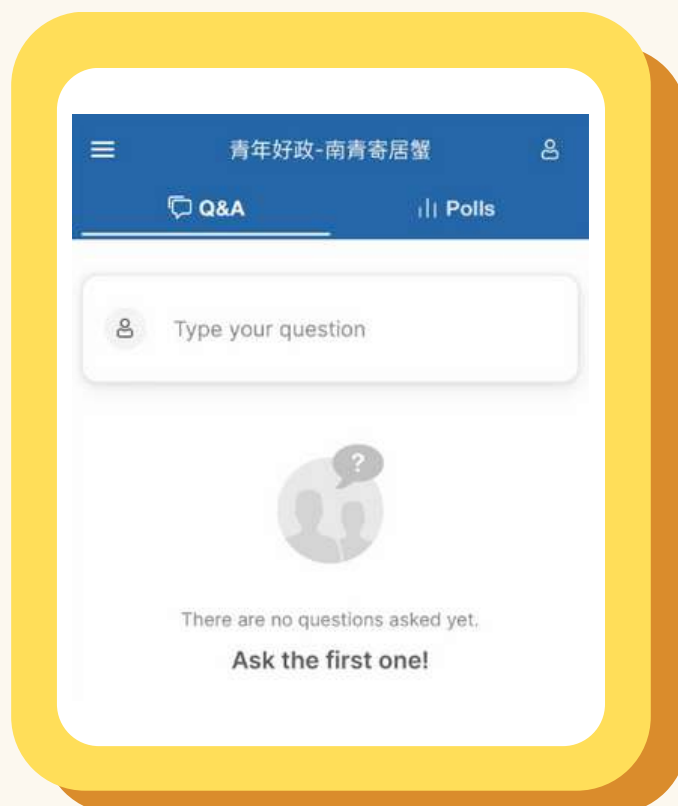 青年好政-南青寄居蟹
Q&A
Polls
Type your question
?
There are no questions asked yet.
Ask the first one!